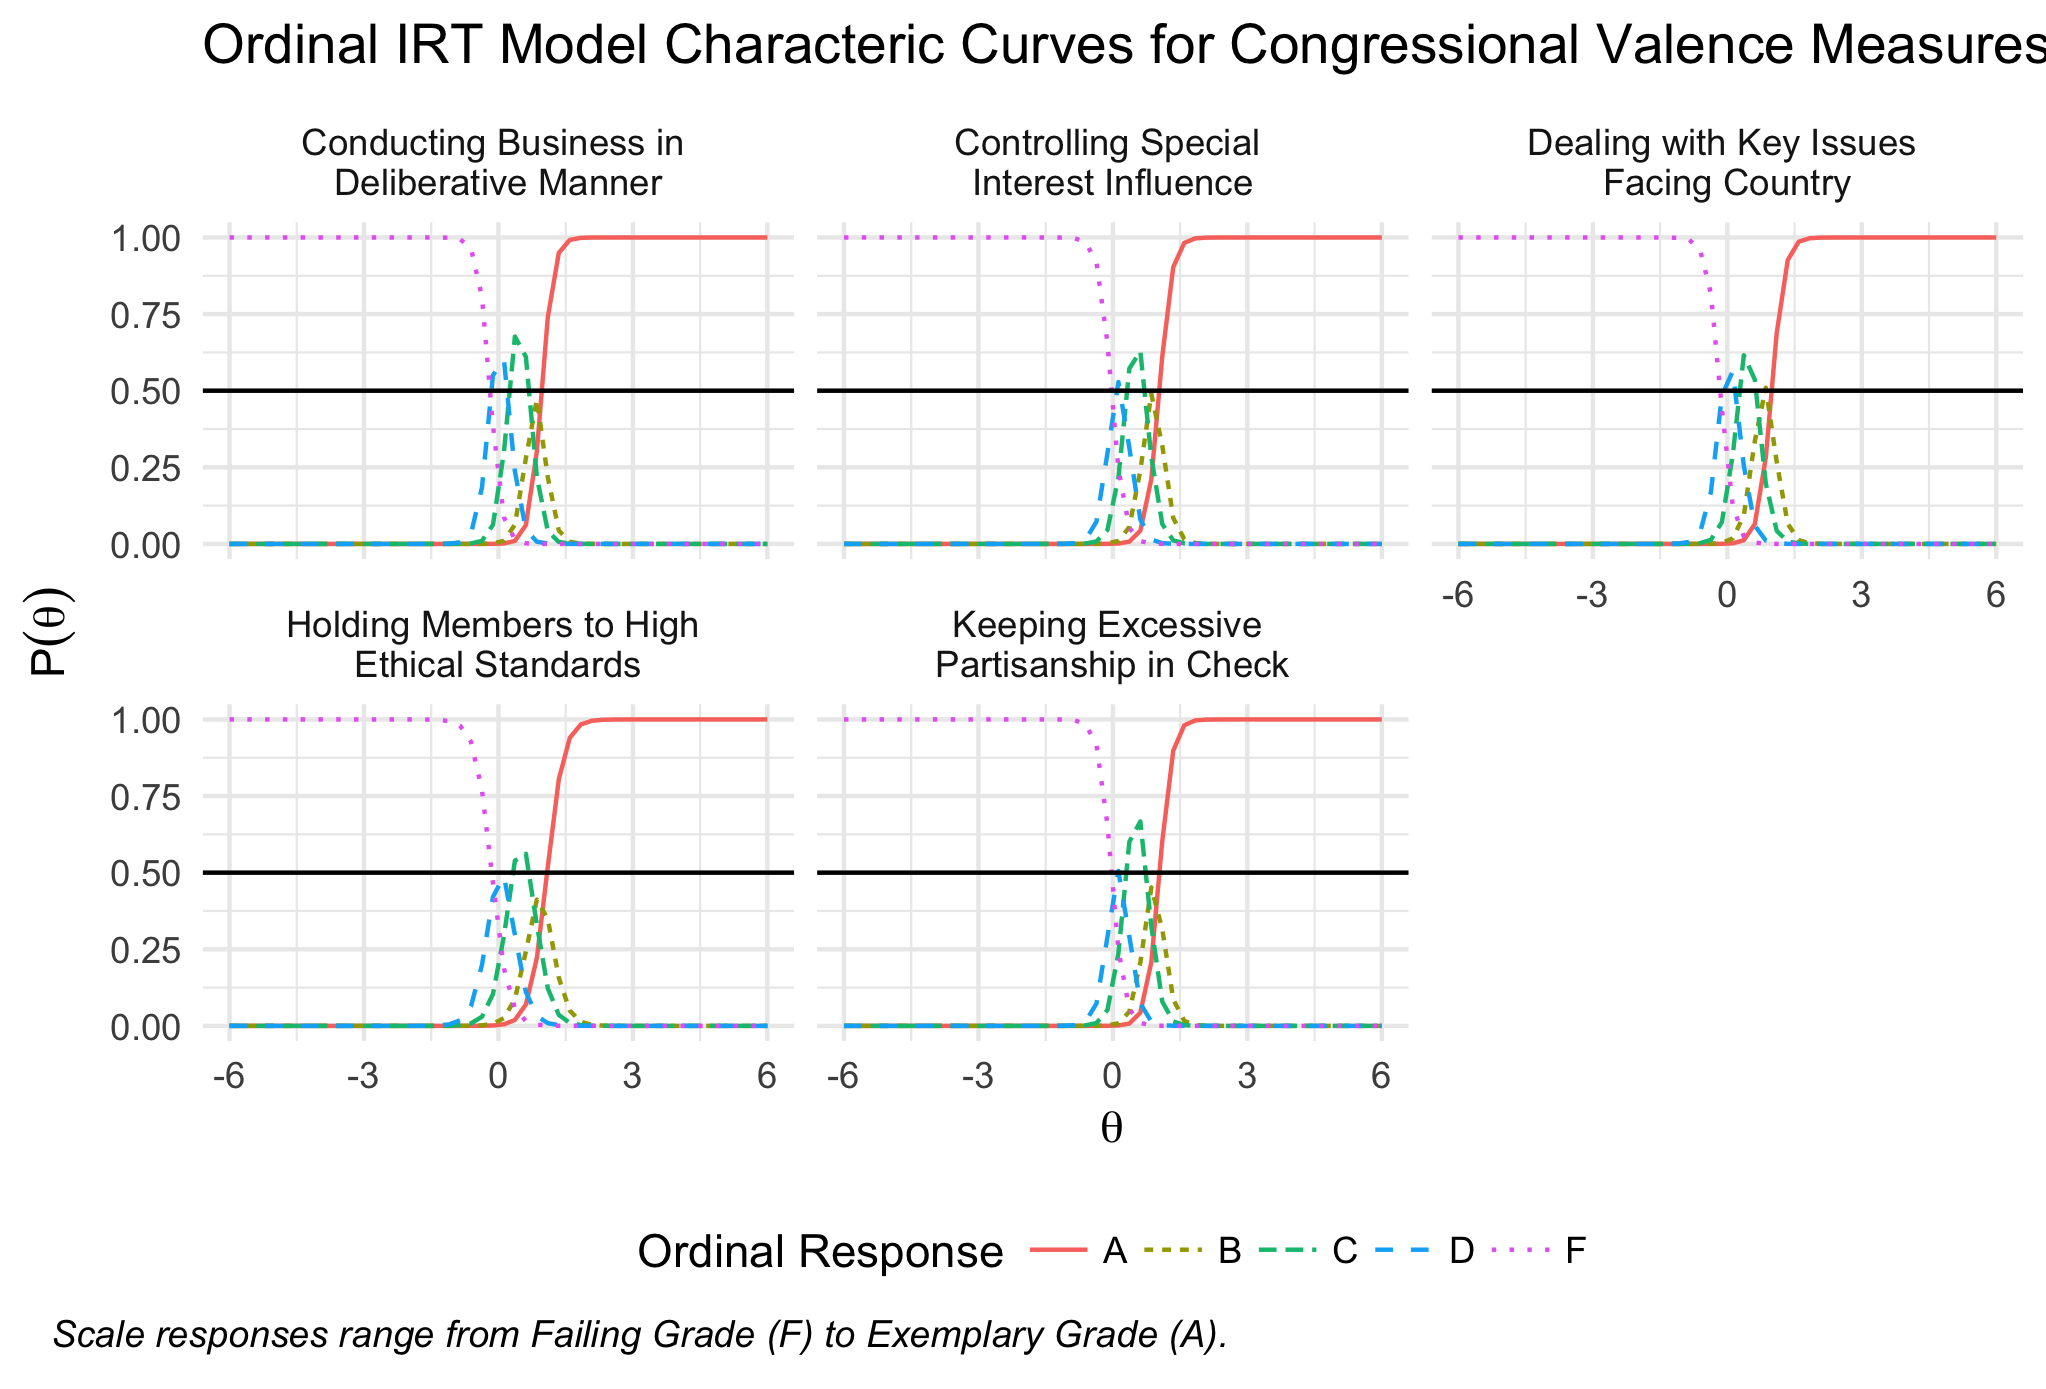 Ordinal IRT Model Characteric Curves for Congressional Valence Measures
Conducting Business in
Deliberative Manner
Controlling Special
Interest Influence
Dealing with Key Issues
Facing Country
1.00
0.75
0.50
0.25
0.00
-6 -3 0 3 6
P(θ)
Holding Members to High
Ethical Standards
Keeping Excessive
Partisanship in Check
1.00
0.75
0.50
0.25
0.00
-6 -3 0 3 6
-6 -3 0 3 6
θ
Ordinal Response A B C D F
Scale responses range from Failing Grade (F) to Exemplary Grade (A).